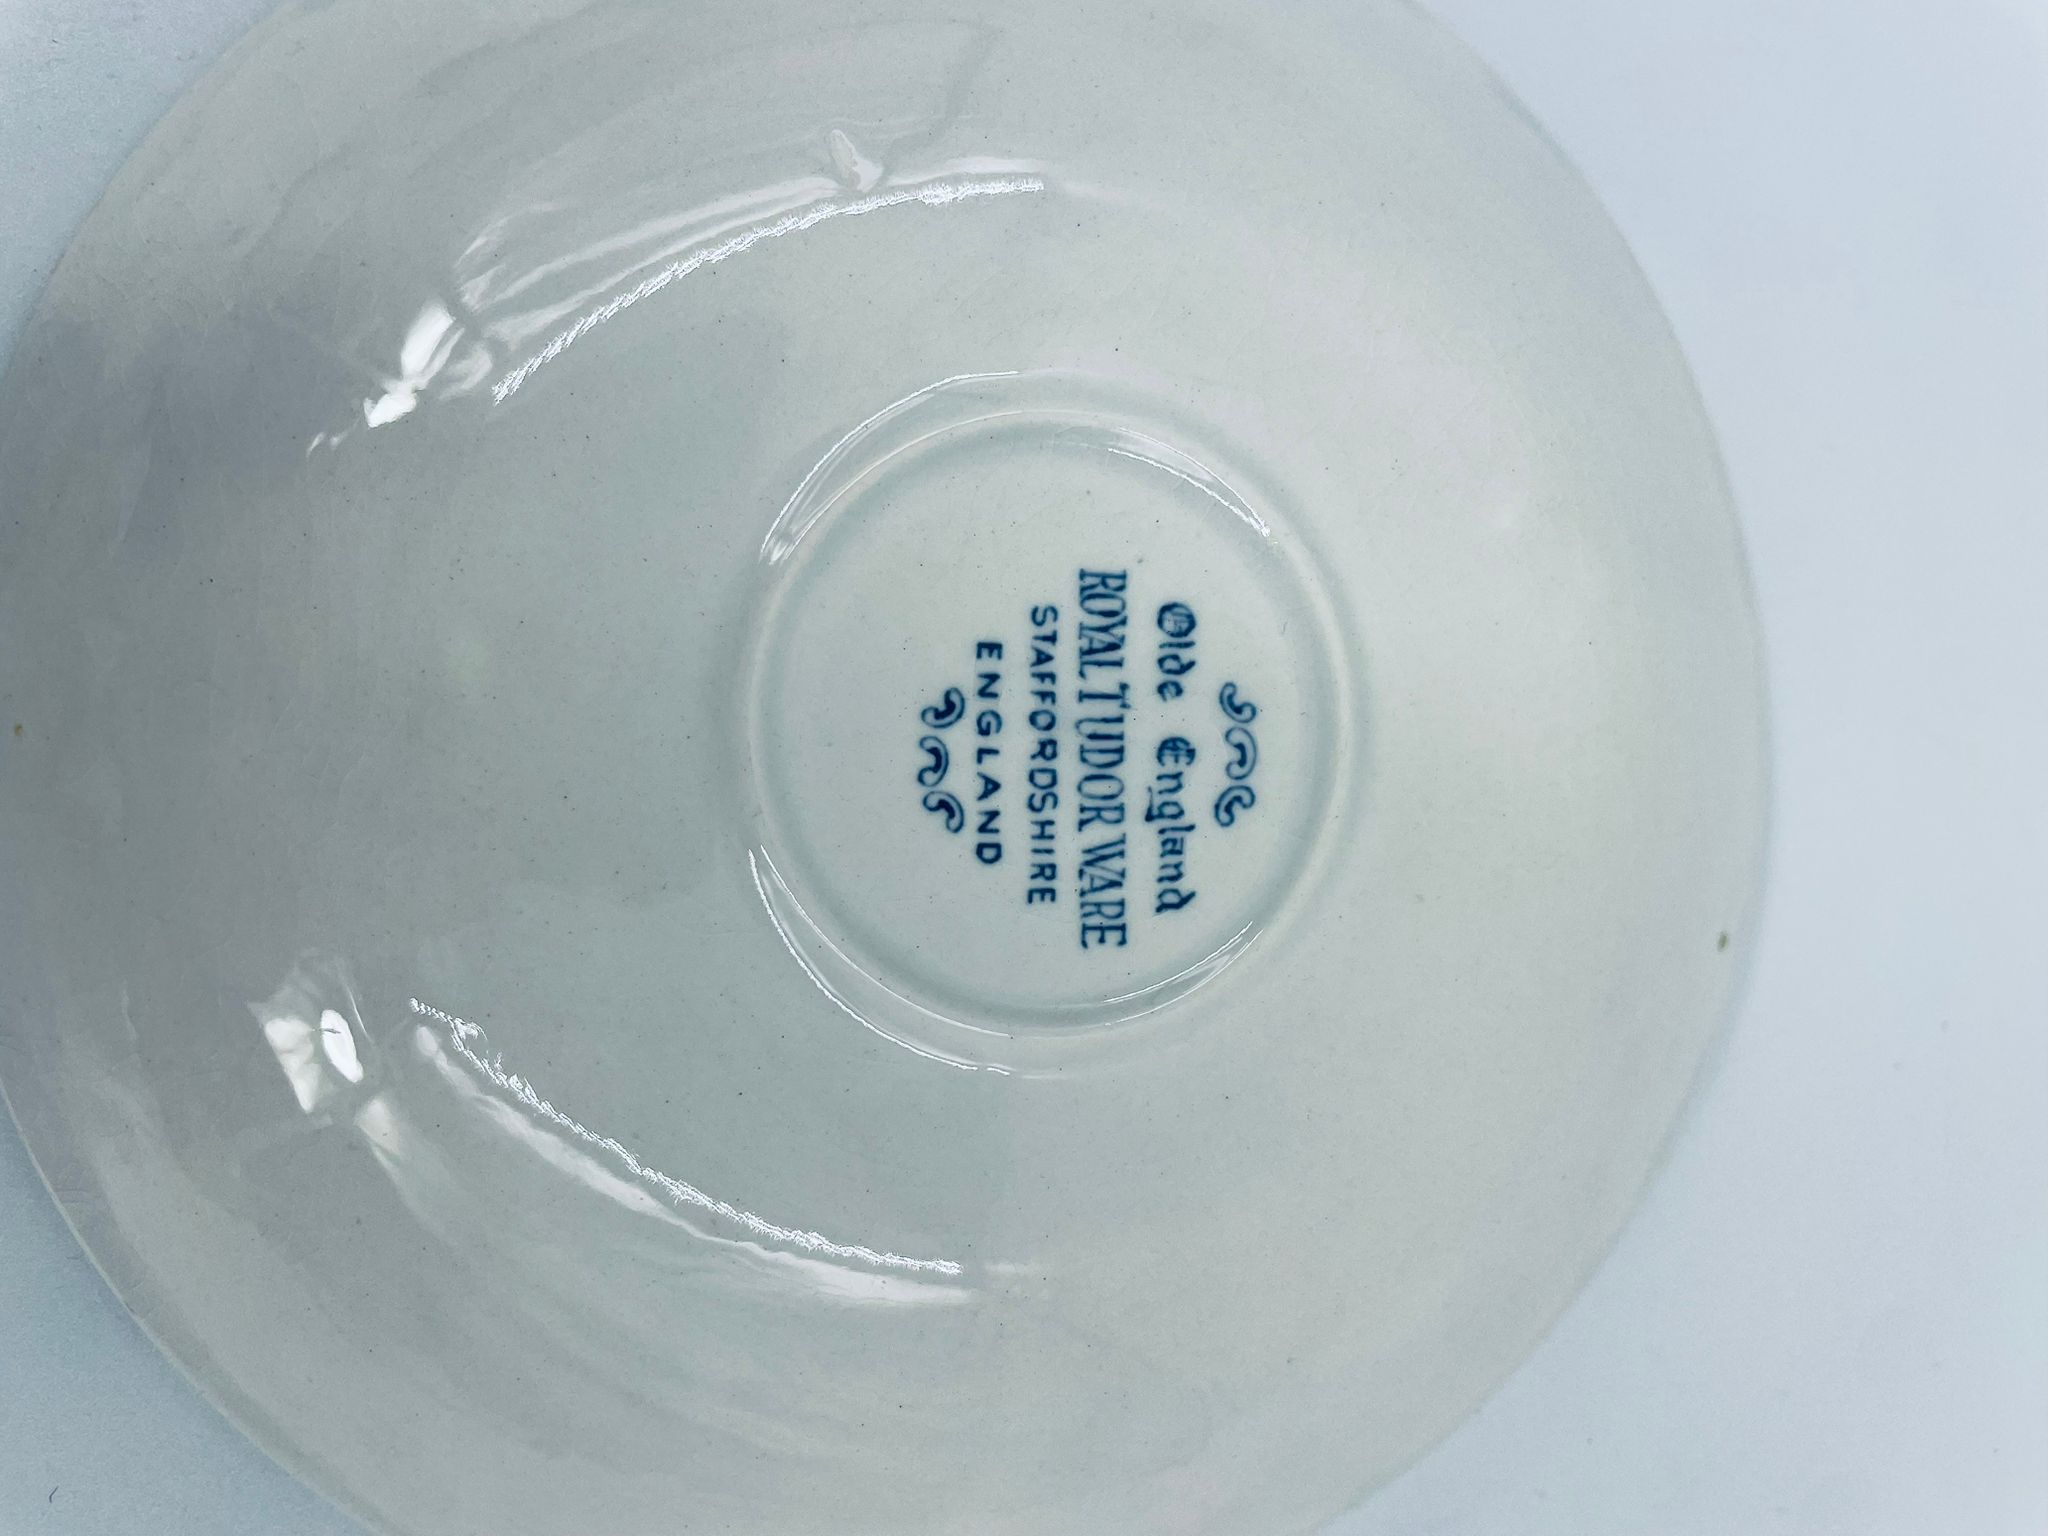 Olde England
ROYAL TUDOR WARE
STAFFORDSHIRE
ENGLAND